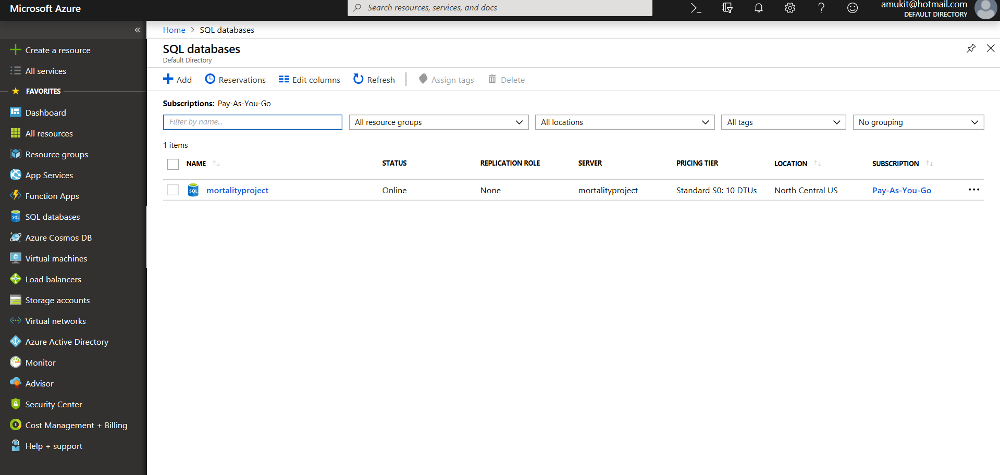 Microsoft Azure
Search resources, services, and docs
amukit@hotmail.com
DEFAULT DIRECTORY
«
Create a resource
All services
FAVORITES
Dashboard
All resources
Resource groups
App Services
Function Apps
SQL databases
Azure Cosmos DB
Virtual machines
Load balancers
Storage accounts
Virtual networks
Azure Active Directory
Monitor
Advisor
Security Center
Cost Management + Billing
Help + support
Home > SQL databases
SQL databases
Default Directory
Add Reservations Edit columns Refresh Assign tags Delete
Subscriptions: Pay-As-You-Go
Filter by name... All resource groups All locations All tags No grouping
1 items
NAME STATUS REPLICATION ROLE SERVER PRICING TIER LOCATION SUBSCRIPTION
SQL mortalityproject Online None mortalityproject Standard S0: 10 DTUs North Central US Pay-As-You-Go